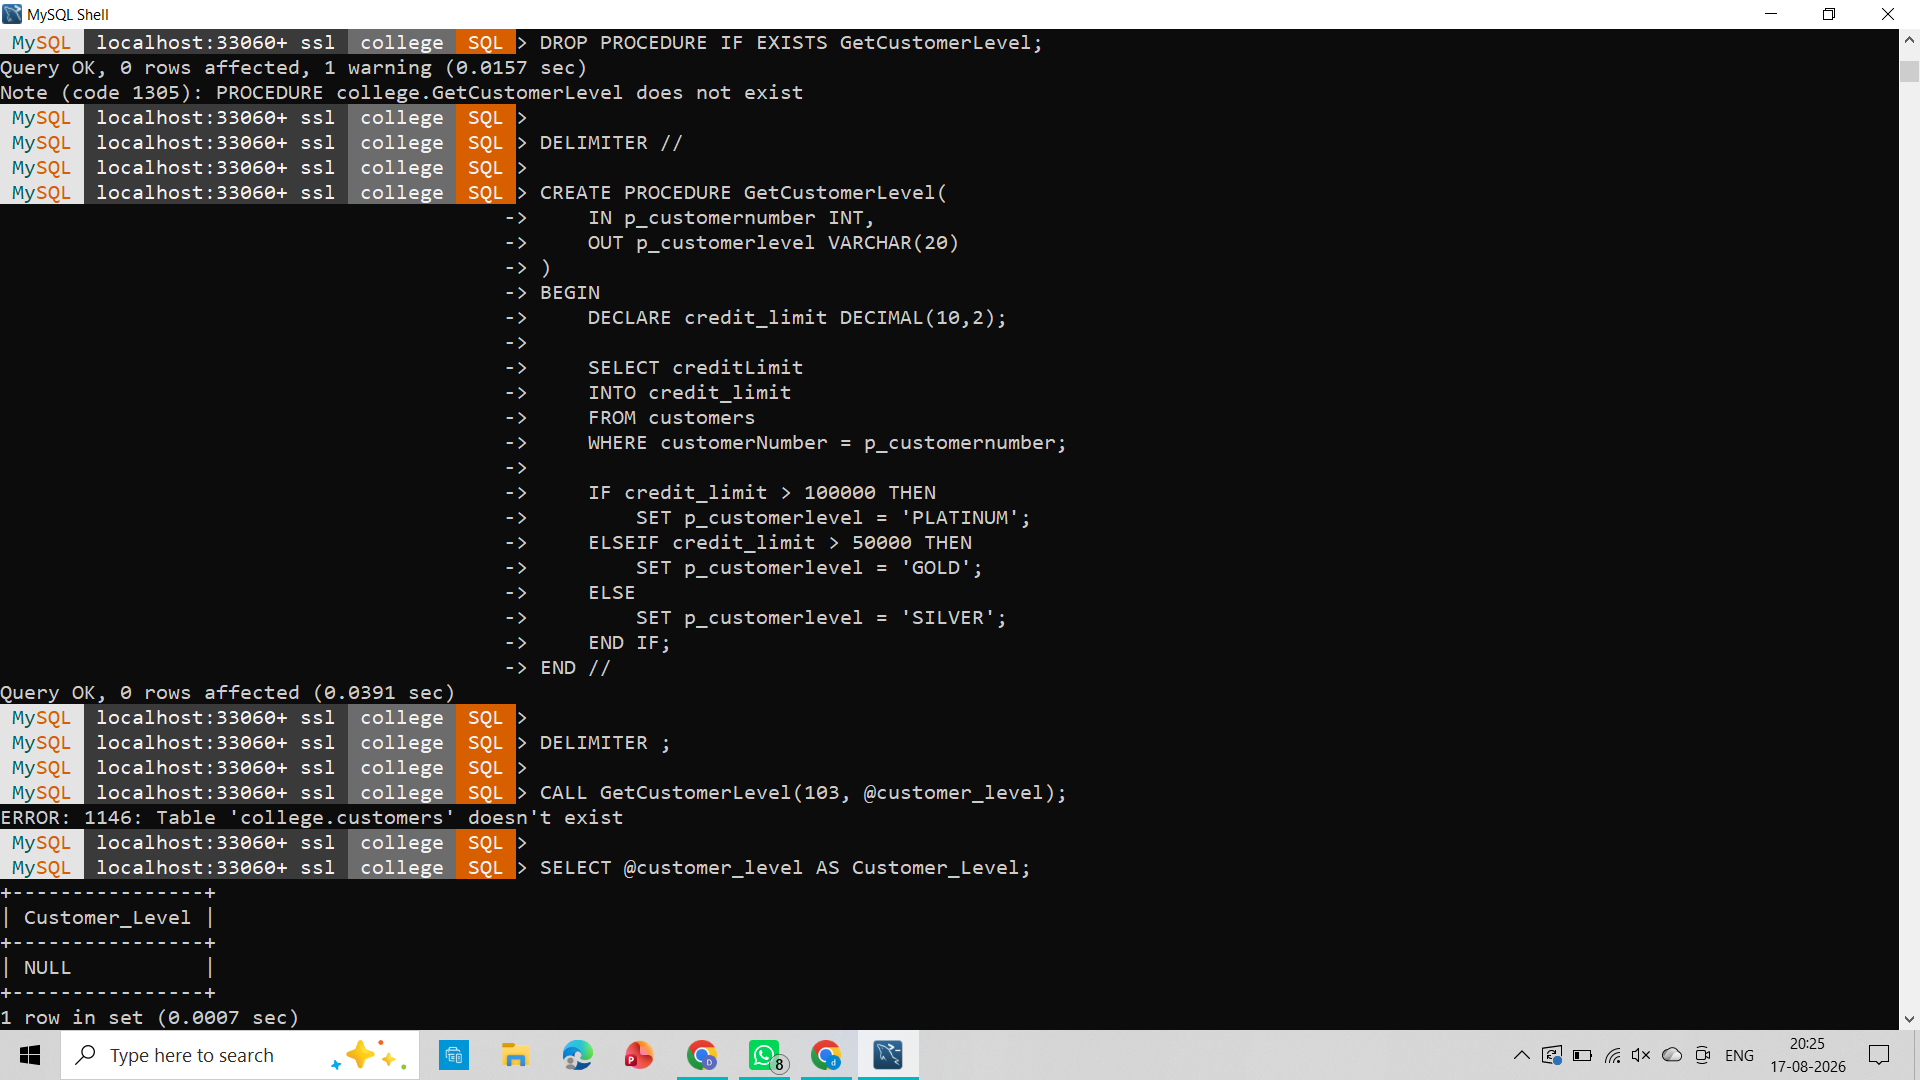 MySQL Shell
MySQL localhost:33060+ ssl college SQL > DROP PROCEDURE IF EXISTS GetCustomerLevel;
Query OK, 0 rows affected, 1 warning (0.0157 sec)
Note (code 1305): PROCEDURE college.GetCustomerLevel does not exist
MySQL localhost:33060+ ssl college SQL >
MySQL localhost:33060+ ssl college SQL > DELIMITER //
MySQL localhost:33060+ ssl college SQL >
MySQL localhost:33060+ ssl college SQL > CREATE PROCEDURE GetCustomerLevel(
->     IN p_customernumber INT,
->     OUT p_customerlevel VARCHAR(20)
-> )
-> BEGIN
->     DECLARE credit_limit DECIMAL(10,2);
->
->     SELECT creditLimit
->     INTO credit_limit
->     FROM customers
->     WHERE customerNumber = p_customernumber;
->
->     IF credit_limit > 100000 THEN
->         SET p_customerlevel = 'PLATINUM';
->     ELSEIF credit_limit > 50000 THEN
->         SET p_customerlevel = 'GOLD';
->     ELSE
->         SET p_customerlevel = 'SILVER';
->     END IF;
-> END //
Query OK, 0 rows affected (0.0391 sec)
MySQL localhost:33060+ ssl college SQL >
MySQL localhost:33060+ ssl college SQL > DELIMITER ;
MySQL localhost:33060+ ssl college SQL >
MySQL localhost:33060+ ssl college SQL > CALL GetCustomerLevel(103, @customer_level);
ERROR: 1146: Table 'college.customers' doesn't exist
MySQL localhost:33060+ ssl college SQL >
MySQL localhost:33060+ ssl college SQL > SELECT @customer_level AS Customer_Level;
+----------------+
| Customer_Level |
+----------------+
| NULL           |
+----------------+
1 row in set (0.0007 sec)
Type here to search
8
ENG
20:25
17-08-2026